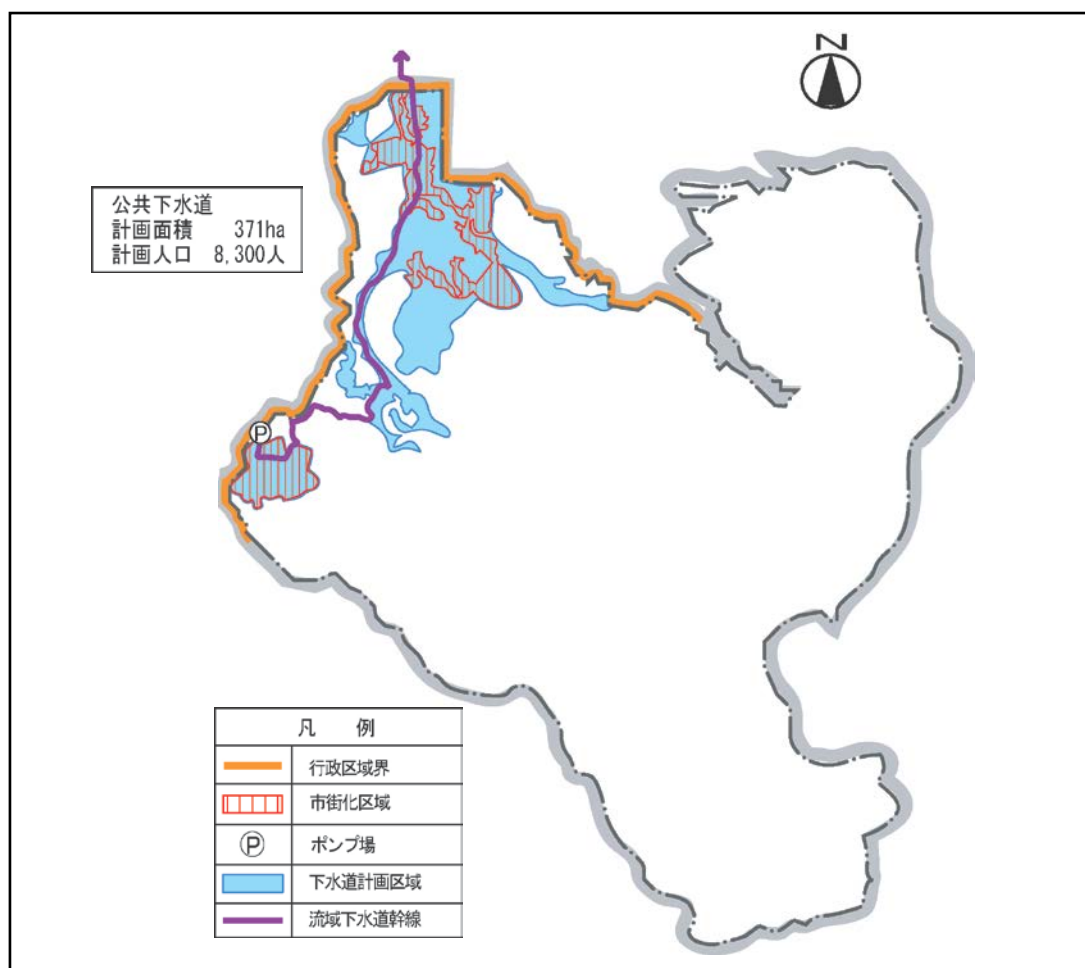 N
公共下水道
計画面積 371ha
計画人口 8,300人
P
凡 例
行政区域界
市街化区域
P ポンプ場
下水道計画区域
流域下水道幹線